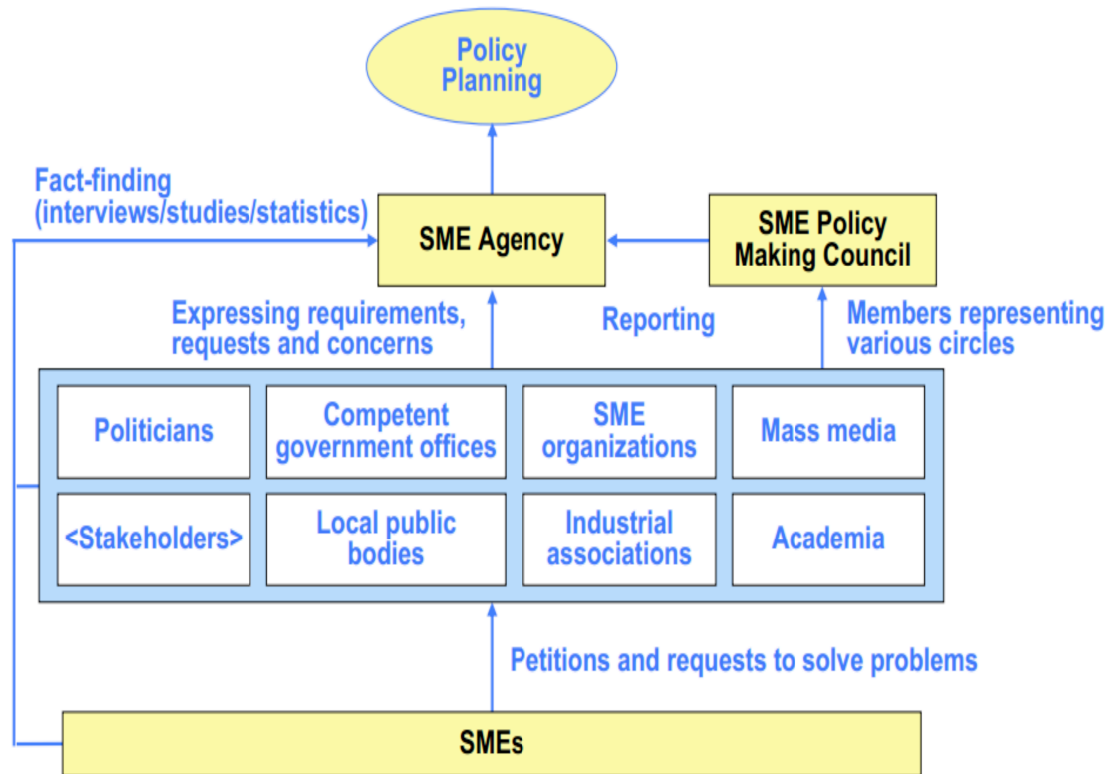 Policy
Planning
Fact-finding
(interviews/studies/statistics)
SME Agency
SME Policy
Making Council
Expressing requirements,
requests and concerns
Reporting
Members representing
various circles
Politicians
Competent
government offices
SME
organizations
Mass media
<Stakeholders>
Local public
bodies
Industrial
associations
Academia
Petitions and requests to solve problems
SMEs